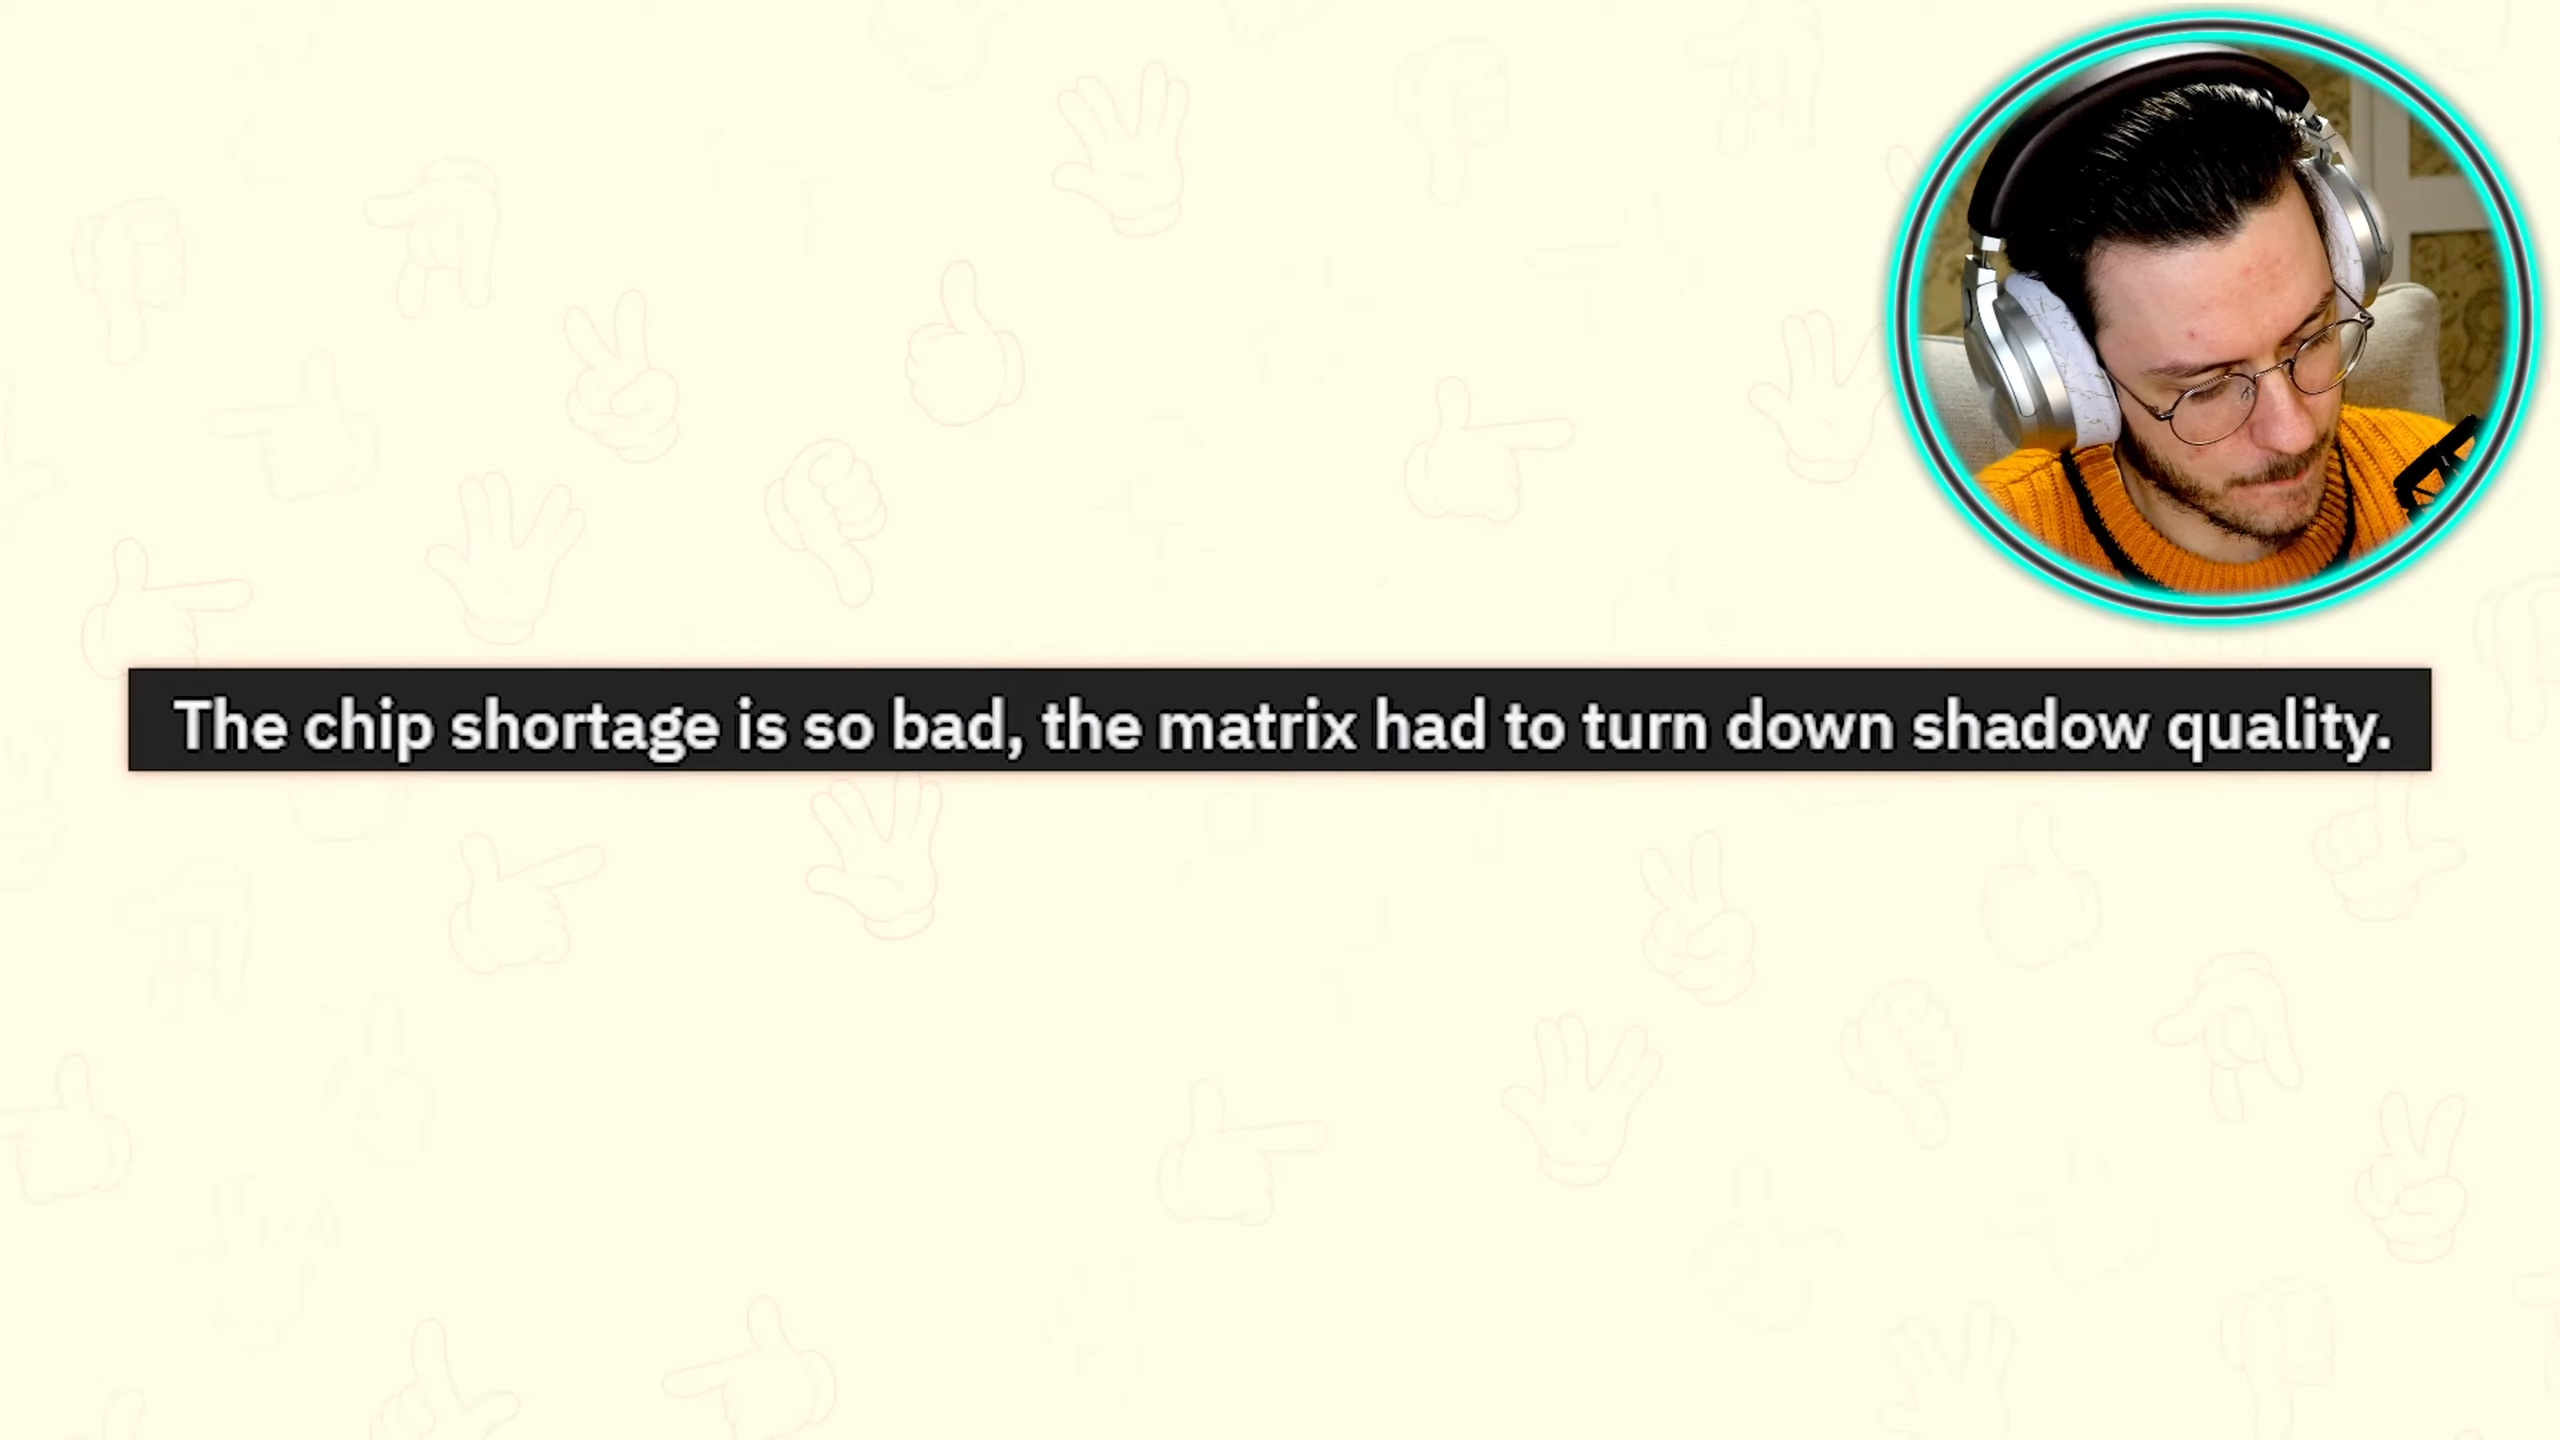 The chip shortage is so bad, the matrix had to turn down shadow quality.